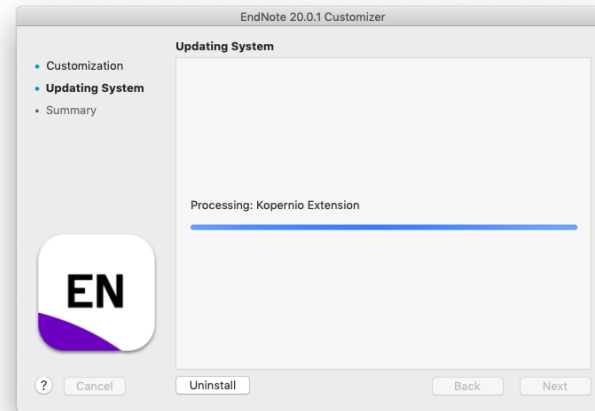 EndNote 20.0.1 Customizer
Updating System
Customization
Updating System
Summary
Processing: Kopernio Extension
EN
?
Cancel
Uninstall
Back
Next